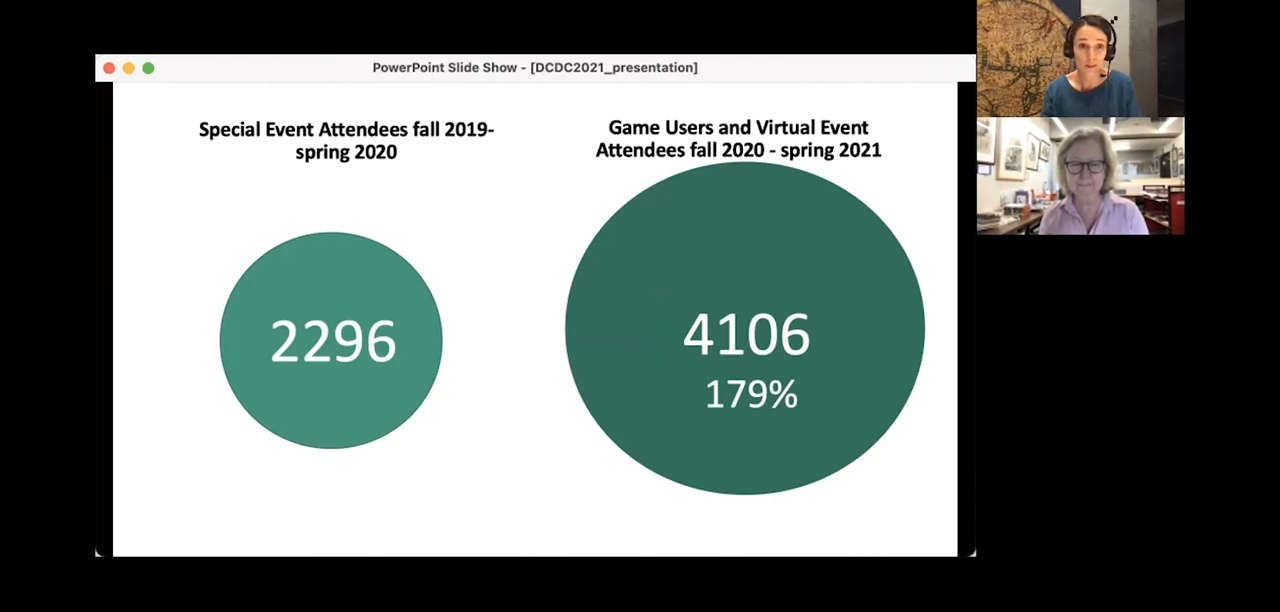 PowerPoint Slide Show - [DCDC2021_presentation]
Special Event Attendees fall 2019-
spring 2020
Game Users and Virtual Event
Attendees fall 2020 - spring 2021
2296
4106
179%